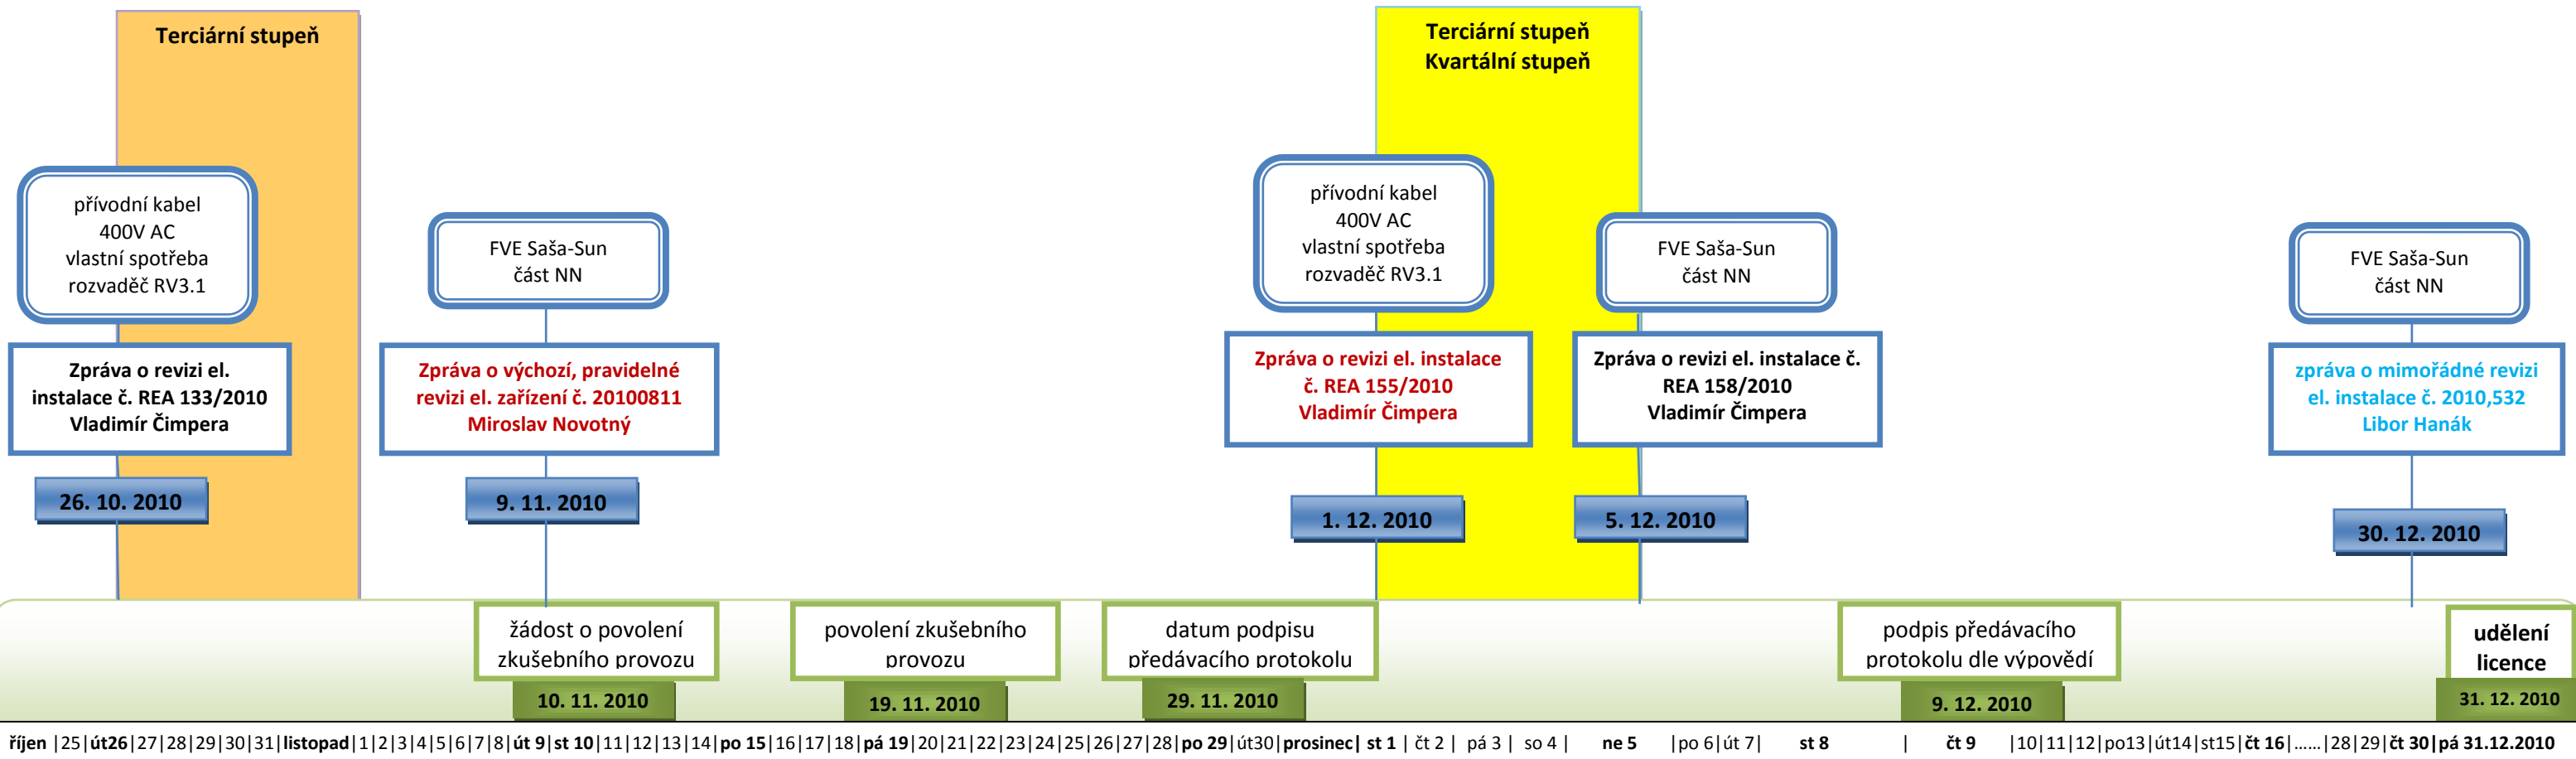 Terciární stupeň
Terciární stupeň
Kvartální stupeň
přívodní kabel
400V AC
vlastní spotřeba
rozvaděč RV3.1
FVE Saša-Sun
část NN
přívodní kabel
400V AC
vlastní spotřeba
rozvaděč RV3.1
FVE Saša-Sun
část NN
FVE Saša-Sun
část NN
Zpráva o revizi el.
instalace č. REA 133/2010
Vladimír Čimpera
Zpráva o výchozí, pravidelné
revizi el. zařízení č. 20100811
Miroslav Novotný
Zpráva o revizi el. instalace
č. REA 155/2010
Vladimír Čimpera
Zpráva o revizi el. instalace č.
REA 158/2010
Vladimír Čimpera
zpráva o mimořádné revizi
el. instalace č. 2010,532
Libor Hanák
26. 10. 2010
9. 11. 2010
1. 12. 2010
5. 12. 2010
30. 12. 2010
žádost o povolení
zkušebního provozu
10. 11. 2010
povolení zkušebního
provozu
19. 11. 2010
datum podpisu
předávacího protokolu
29. 11. 2010
podpis předávacího
protokolu dle výpovědí
9. 12. 2010
udělení
licence
31. 12. 2010
říjen |25|út26|27|28|29|30|31|listopad|1|2|3|4|5|6|7|8|út 9|st 10|11|12|13|14|po 15|16|17|18|pá 19|20|21|22|23|24|25|26|27|28|po 29|út30|prosinec| st 1 | čt 2 | pá 3 | so 4 | ne 5 |po 6|út 7| st 8 | čt 9 |10|11|12|po13|út14|st15|čt 16|......|28|29|čt 30|pá 31.12.2010